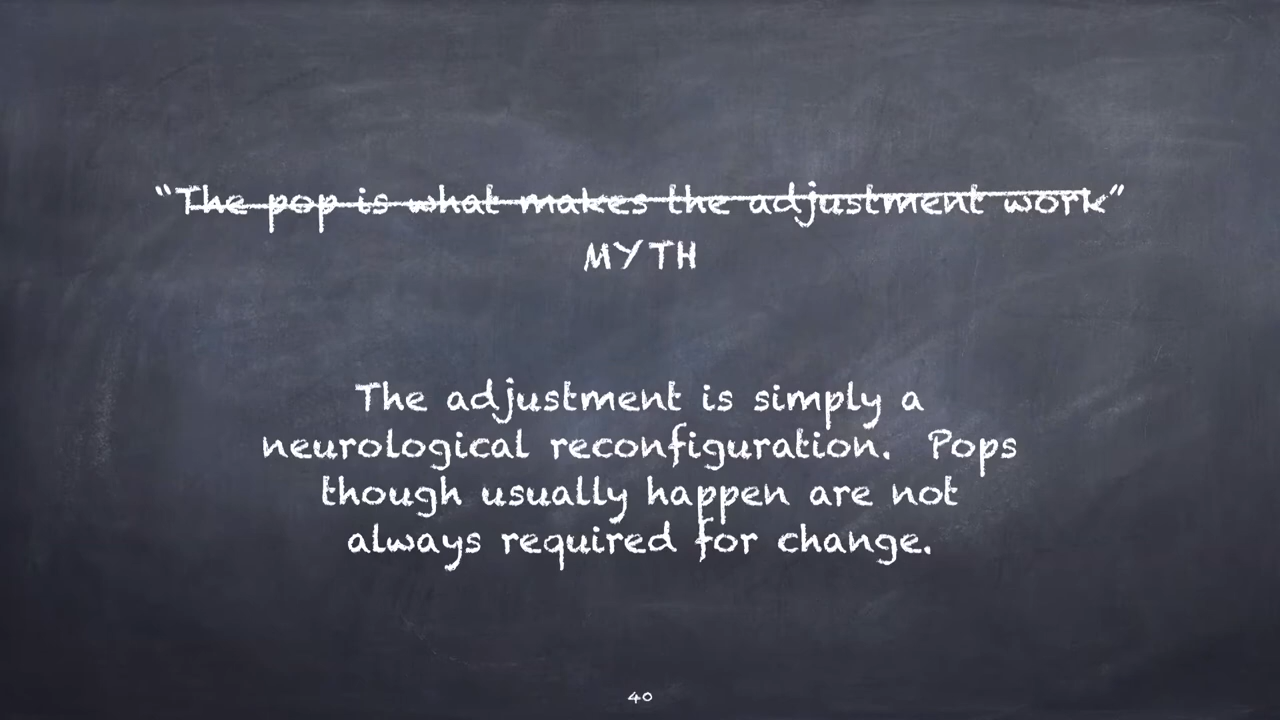 “The pop is what makes the adjustment work”
MYTH
The adjustment is simply a
neurological reconfiguration.  Pops
though usually happen are not
always required for change.
40